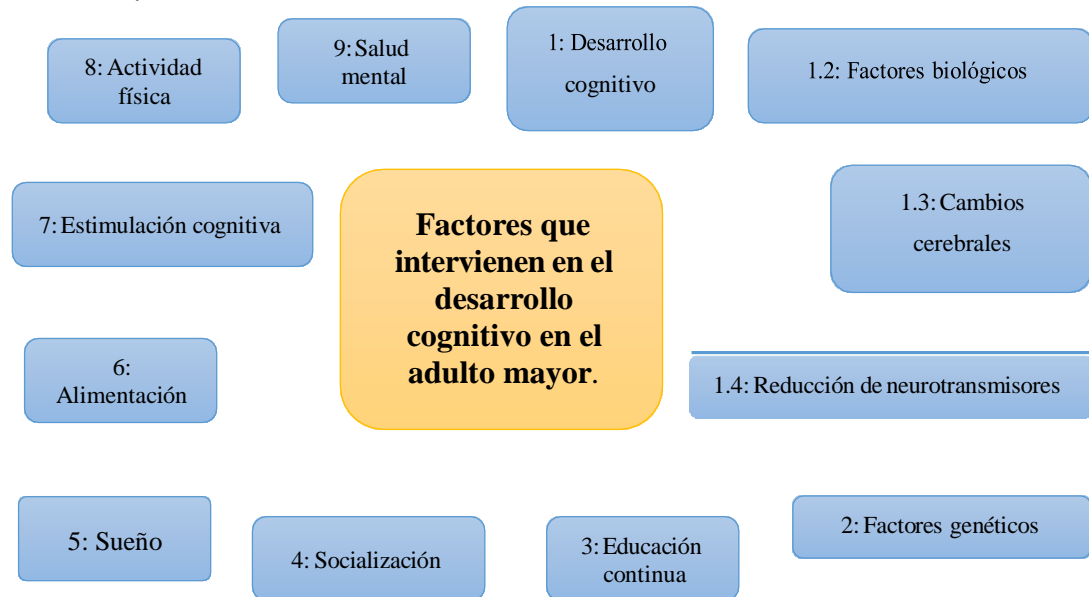 8: Actividad
física
9: Salud
mental
1: Desarrollo
cognitivo
1.2: Factores biológicos
7: Estimulación cognitiva
Factores que
intervienen en el
desarrollo
cognitivo en el
adulto mayor.
1.3: Cambios
cerebrales
6:
Alimentación
1.4: Reducción de neurotransmisores
5: Sueño
4: Socialización
3: Educación
continua
2: Factores genéticos